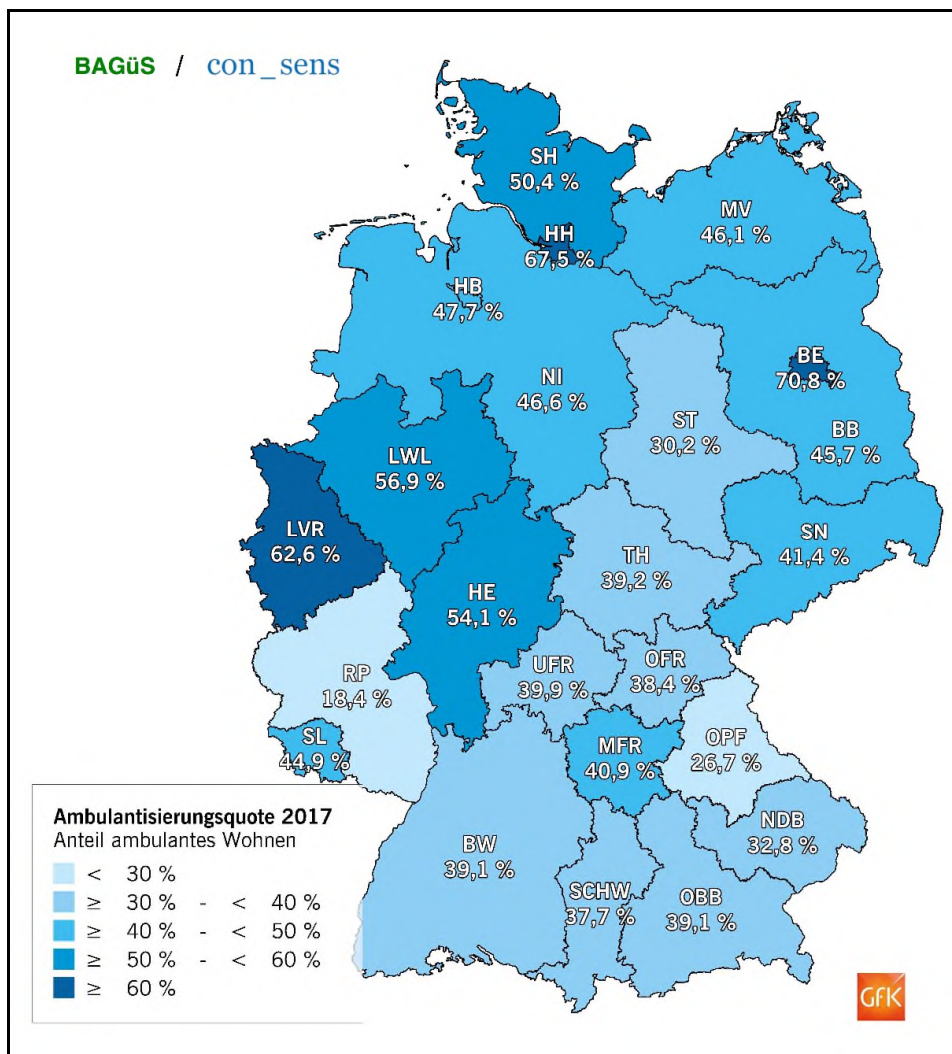 BAGüS / con_sens
SH
50,4 %
MV
46,1 %
HH
67,5 %
HB
47,7 %
BE
70,8 %
NI
46,6 %
ST
30,2 %
BB
45,7 %
LWL
56,9 %
LVR
62,6 %
SN
41,4 %
TH
39,2 %
HE
54,1 %
UFR
39,9 %
OFR
38,4 %
RP
18,4 %
SL
44,9 %
MFR
40,9 %
OPF
26,7 %
NDB
32,8 %
BW
39,1 %
SCHW
37,7 %
OBB
39,1 %
Ambulantisierungsquote 2017
Anteil ambulantes Wohnen
< 30 %
≥ 30 % - < 40 %
≥ 40 % - < 50 %
≥ 50 % - < 60 %
≥ 60 %
GfK